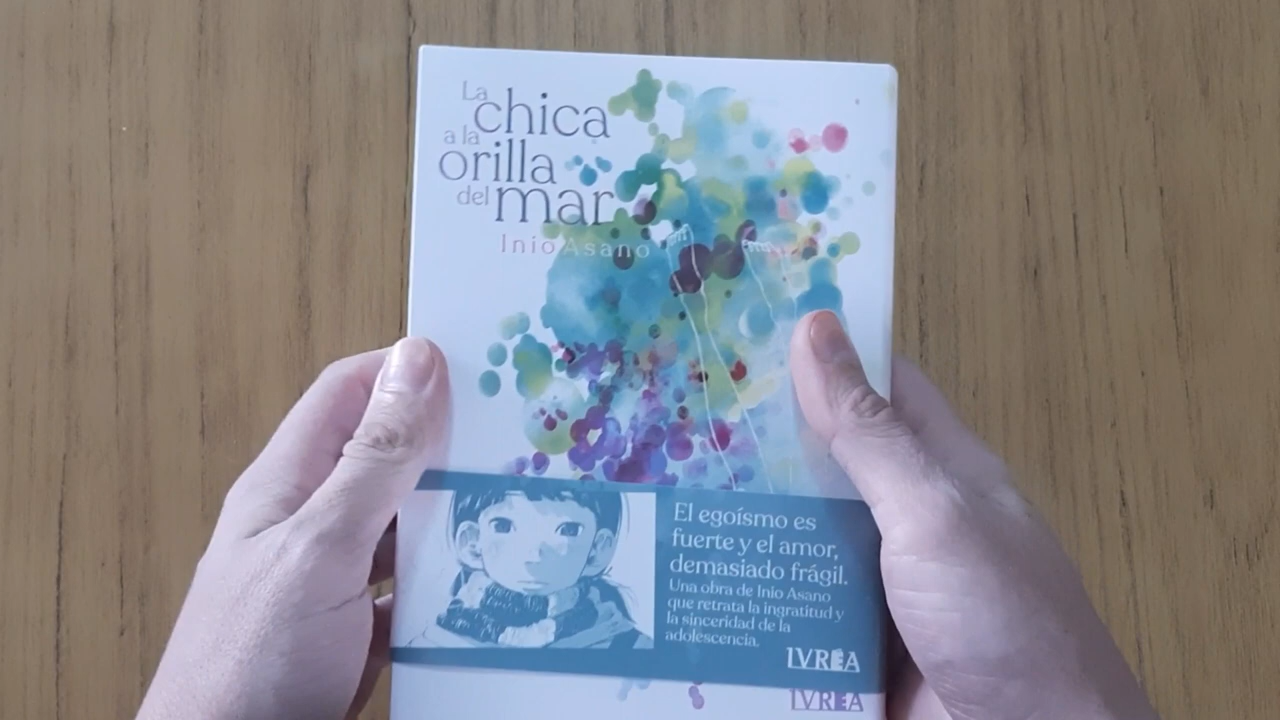 La
chica
a la
orilla
del mar
Inio Asano
El egoísmo es
fuerte y el amor,
demasiado frágil.
Una obra de Inio Asano
que retrata la ingratitud y
la sinceridad de la
adolescencia.
IVREA
IVREA